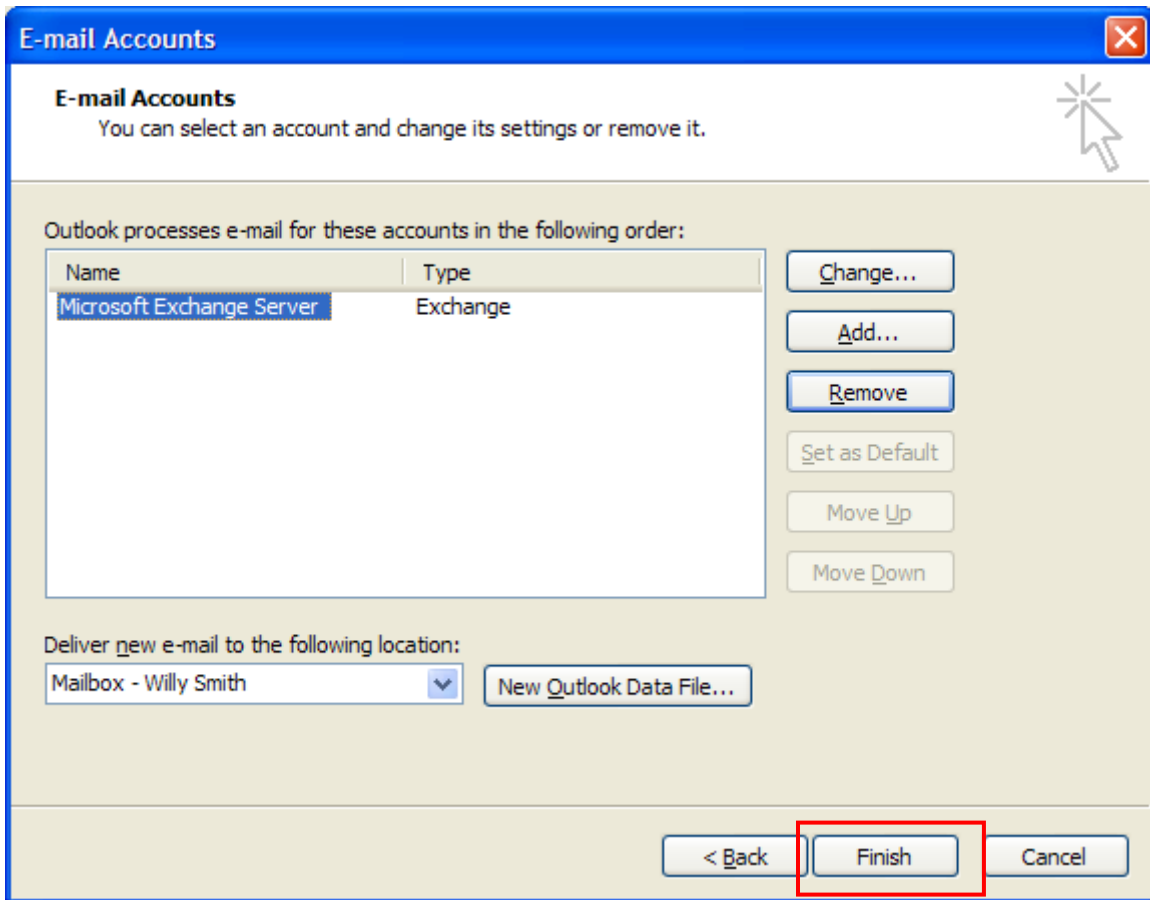 E-mail Accounts
E-mail Accounts
You can select an account and change its settings or remove it.
Outlook processes e-mail for these accounts in the following order:
Name Type
Microsoft Exchange Server Exchange
Change...
Add...
Remove
Set as Default
Move Up
Move Down
Deliver new e-mail to the following location:
Mailbox - Willy Smith New Outlook Data File...
< Back Finish Cancel